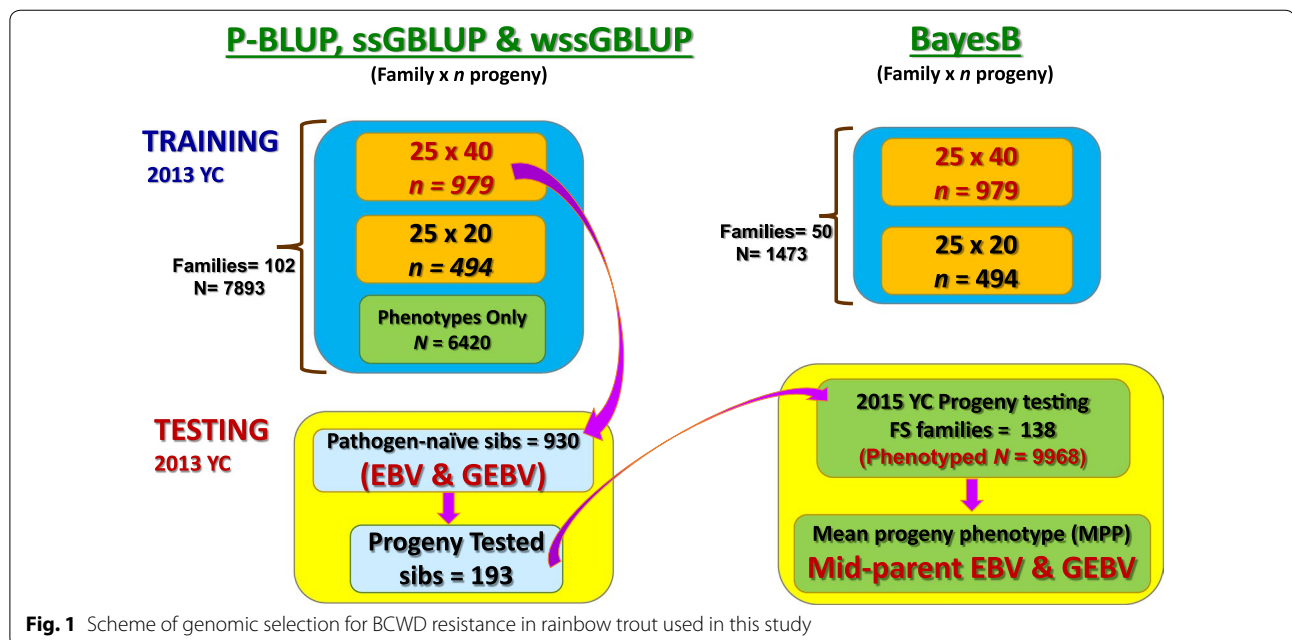 P-BLUP, ssGBLUP & wssGBLUP
(Family x n progeny)
BayesB
(Family x n progeny)
TRAINING
2013 YC
Families= 102
N= 7893
25 x 40
n = 979
25 x 20
n = 494
Phenotypes Only
N = 6420
Families= 50
N= 1473
25 x 40
n = 979
25 x 20
n = 494
TESTING
2013 YC
Pathogen-naïve sibs = 930
(EBV & GEBV)
Progeny Tested
sibs = 193
2015 YC Progeny testing
FS families = 138
(Phenotyped N = 9968)
Mean progeny phenotype (MPP)
Mid-parent EBV & GEBV
Fig. 1 Scheme of genomic selection for BCWD resistance in rainbow trout used in this study